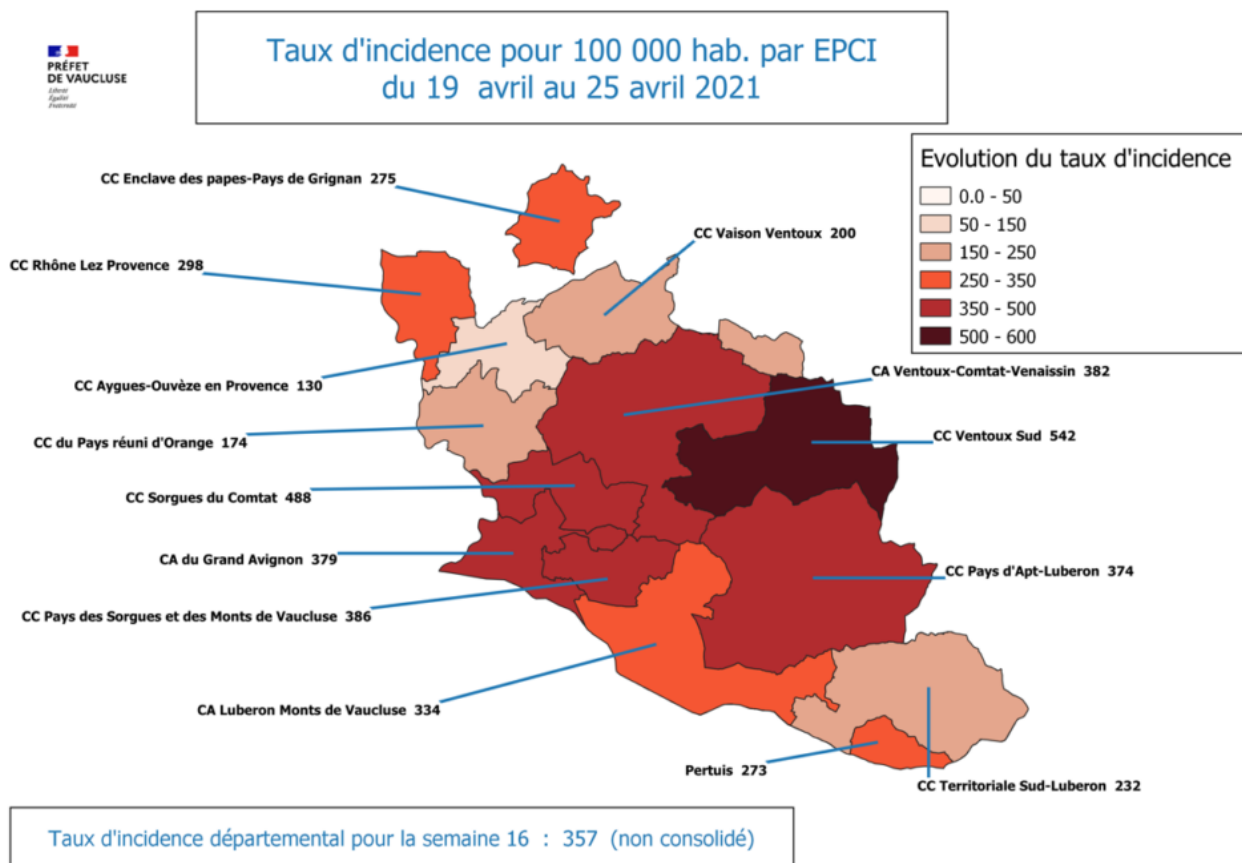 PRÉFET
DE VAUCLUSE
Liberté
Égalité
Fraternité
Taux d'incidence pour 100 000 hab. par EPCI
du 19 avril au 25 avril 2021
Evolution du taux d'incidence
0.0 - 50
50 - 150
150 - 250
250 - 350
350 - 500
500 - 600
CC Enclave des papes-Pays de Grignan 275
CC Vaison Ventoux 200
CC Rhône Lez Provence 298
CA Ventoux-Comtat-Venaissin 382
CC Aygues-Ouvèze en Provence 130
CC du Pays réuni d'Orange 174
CC Ventoux Sud 542
CC Sorgues du Comtat 488
CA du Grand Avignon 379
CC Pays d'Apt-Luberon 374
CC Pays des Sorgues et des Monts de Vaucluse 386
CA Luberon Monts de Vaucluse 334
Pertuis 273
CC Territoriale Sud-Luberon 232
Taux d'incidence départemental pour la semaine 16 : 357 (non consolidé)